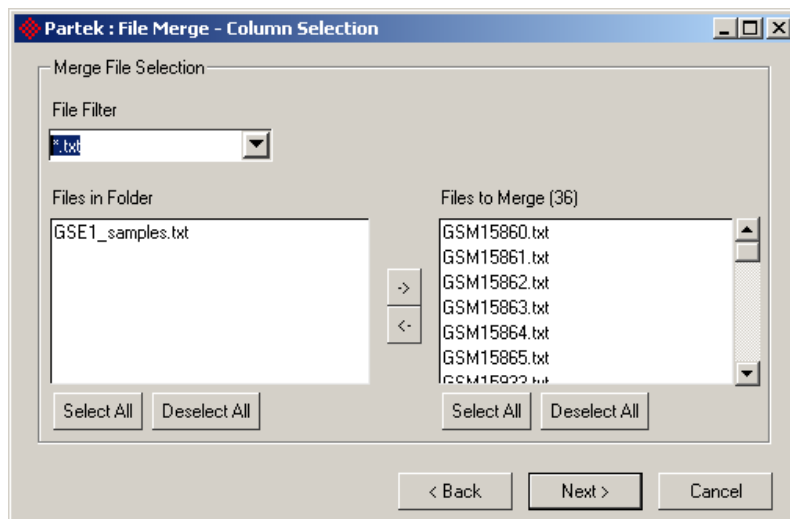 Partek : File Merge - Column Selection
Merge File Selection
File Filter
*.txt
Files in Folder
GSE1_samples.txt
Files to Merge (36)
GSM15860.txt
GSM15861.txt
GSM15862.txt
GSM15863.txt
GSM15864.txt
GSM15865.txt
->
<-
Select All
Deselect All
Select All
Deselect All
< Back
Next >
Cancel